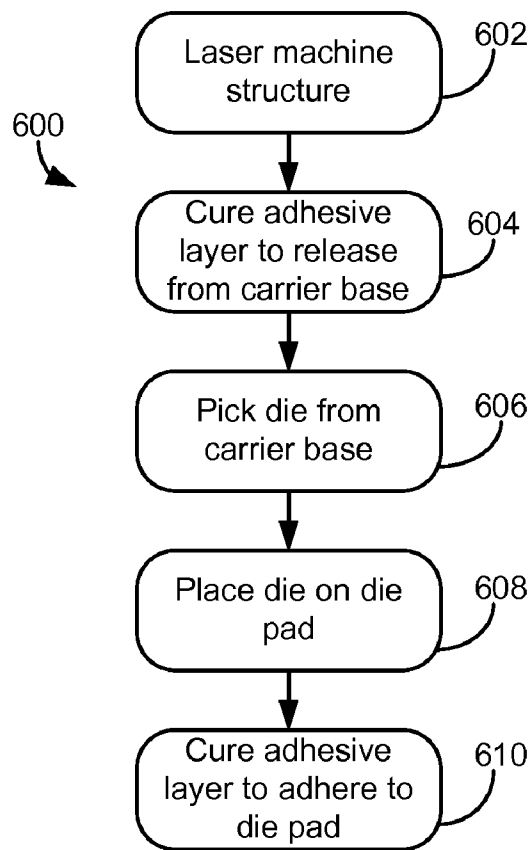 Laser machine
structure
602
600
Cure adhesive
layer to release
from carrier base
604
Pick die from
carrier base
606
Place die on die
pad
608
Cure adhesive
layer to adhere to
die pad
610